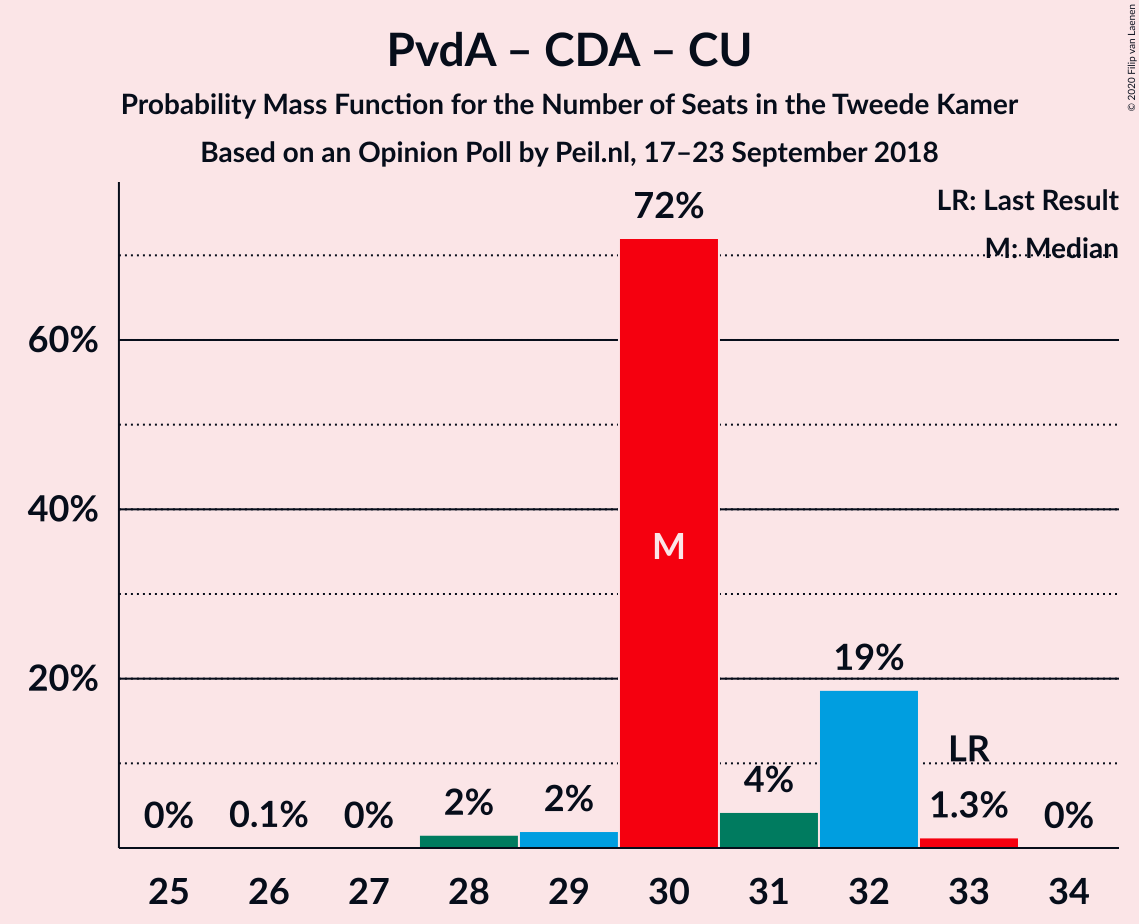 PvdA – CDA – CU
Probability Mass Function for the Number of Seats in the Tweede Kamer
Based on an Opinion Poll by Peil.nl, 17–23 September 2018
© 2020 Filip van Laenen
LR: Last Result
M: Median
72%
60%
40%
20%
M
19%
LR
0%
0.1%
0%
2%
2%
4%
1.3%
0%
25 26 27 28 29 30 31 32 33 34